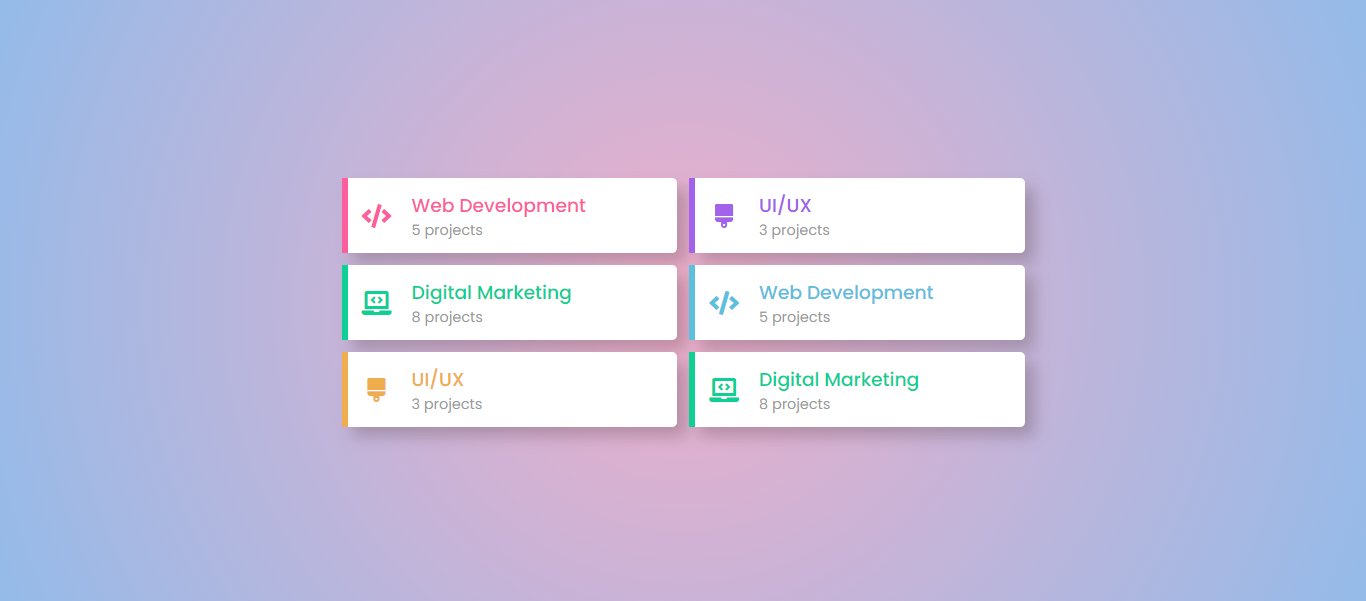 Web Development
5 projects
UI/UX
3 projects
Digital Marketing
8 projects
Web Development
5 projects
UI/UX
3 projects
Digital Marketing
8 projects